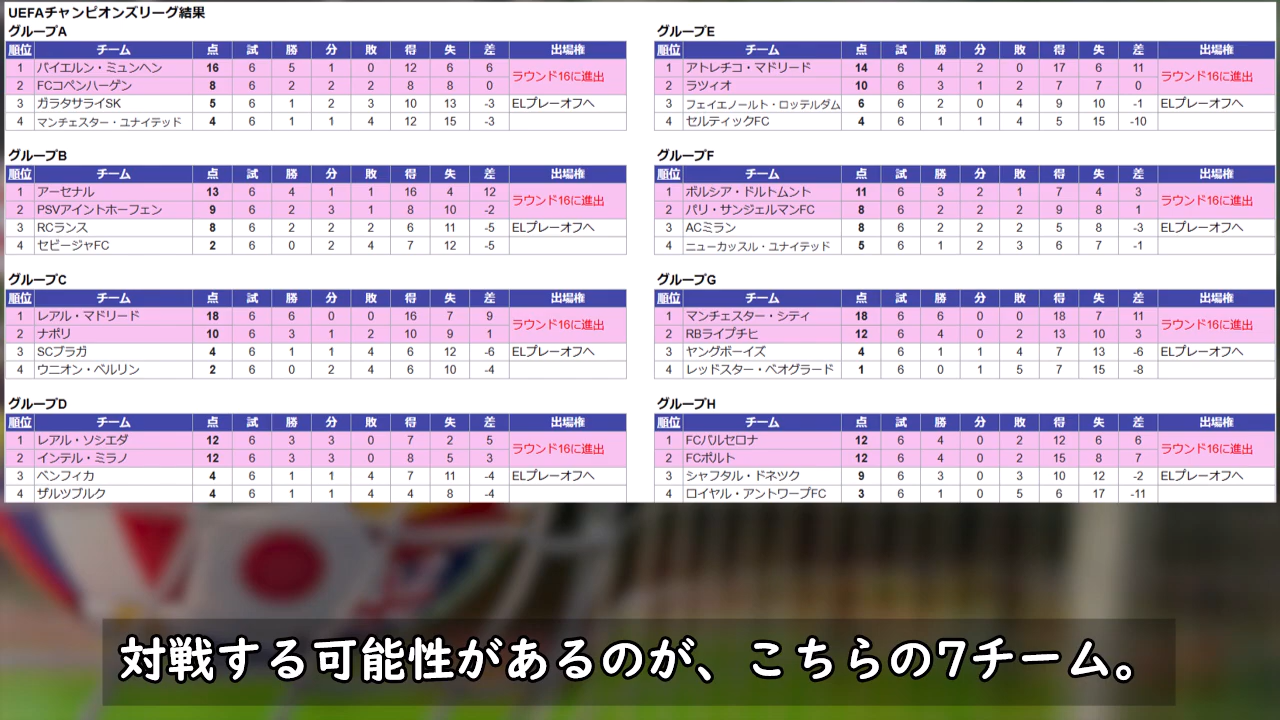 UEFAチャンピオンズリーグ結果
グループA
順位 チーム 点 試 勝 分 敗 得 失 差 出場権
1 バイエルン・ミュンヘン 16 6 5 1 0 12 6 6 ラウンド16に進出
2 FCコペンハーゲン 8 6 2 2 2 8 8 0
3 ガラタサライSK 5 6 1 2 3 10 13 -3 ELプレーオフへ
4 マンチェスター・ユナイテッド 4 6 1 1 4 12 15 -3
グループB
順位 チーム 点 試 勝 分 敗 得 失 差 出場権
1 アーセナル 13 6 4 1 1 16 4 12 ラウンド16に進出
2 PSVアイントホーフェン 9 6 2 3 1 8 10 -2
3 RCランス 8 6 2 2 2 6 11 -5 ELプレーオフへ
4 セビージャFC 2 6 0 2 4 7 12 -5
グループC
順位 チーム 点 試 勝 分 敗 得 失 差 出場権
1 レアル・マドリード 18 6 6 0 0 16 7 9 ラウンド16に進出
2 ナポリ 10 6 3 1 2 10 9 1
3 SCブラガ 4 6 1 1 4 6 12 -6 ELプレーオフへ
4 ウニオン・ベルリン 2 6 0 2 4 6 10 -4
グループD
順位 チーム 点 試 勝 分 敗 得 失 差 出場権
1 レアル・ソシエダ 12 6 3 3 0 7 2 5 ラウンド16に進出
2 インテル・ミラノ 12 6 3 3 0 8 5 3
3 ベンフィカ 4 6 1 1 4 7 11 -4 ELプレーオフへ
4 ザルツブルク 4 6 1 1 4 4 8 -4
グループE
順位 チーム 点 試 勝 分 敗 得 失 差 出場権
1 アトレチコ・マドリード 14 6 4 2 0 17 6 11 ラウンド16に進出
2 ラツィオ 10 6 3 1 2 7 7 0
3 フェイエノールト・ロッテルダム 6 6 2 0 4 9 10 -1 ELプレーオフへ
4 セルティックFC 4 6 1 1 4 5 15 -10
グループF
順位 チーム 点 試 勝 分 敗 得 失 差 出場権
1 ボルシア・ドルトムント 11 6 3 2 1 7 4 3 ラウンド16に進出
2 パリ・サンジェルマンFC 8 6 2 2 2 9 8 1
3 ACミラン 8 6 2 2 2 5 8 -3 ELプレーオフへ
4 ニューカッスル・ユナイテッド 5 6 1 2 3 6 7 -1
グループG
順位 チーム 点 試 勝 分 敗 得 失 差 出場権
1 マンチェスター・シティ 18 6 6 0 0 18 7 11 ラウンド16に進出
2 RBライプチヒ 12 6 4 0 2 13 10 3
3 ヤングボーイズ 4 6 1 1 4 7 13 -6 ELプレーオフへ
4 レッドスター・ベオグラード 1 6 0 1 5 7 15 -8
グループH
順位 チーム 点 試 勝 分 敗 得 失 差 出場権
1 FCバルセロナ 12 6 4 0 2 12 6 6 ラウンド16に進出
2 FCポルト 12 6 4 0 2 15 8 7
3 シャフタル・ドネツク 9 6 3 0 3 10 12 -2 ELプレーオフへ
4 ロイヤル・アントワープFC 3 6 1 0 5 6 17 -11
対戦する可能性があるのが、こちらの7チーム。